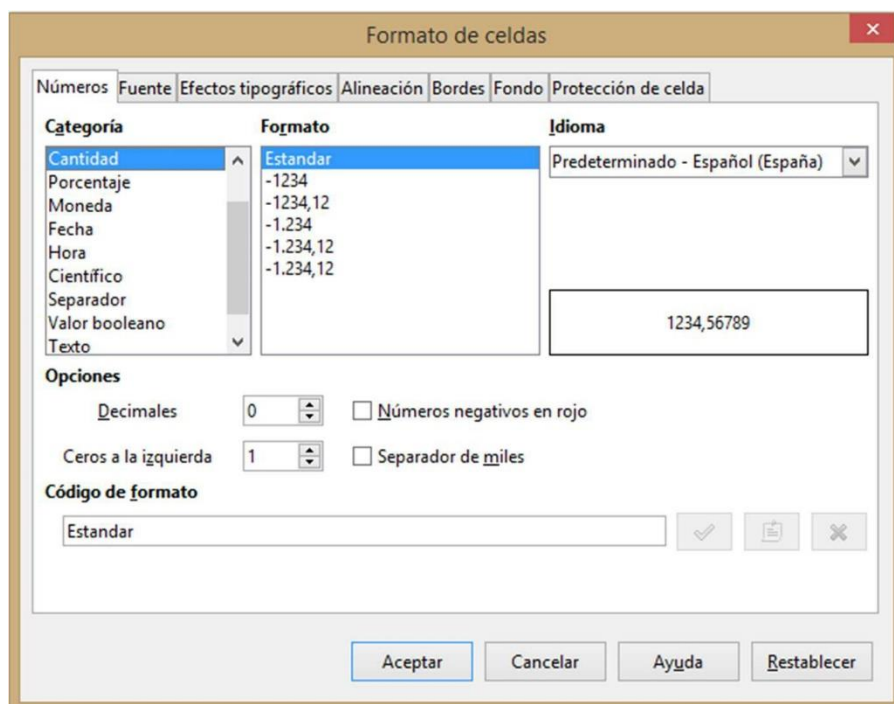 Formato de celdas
Números Fuente Efectos tipográficos Alineación Bordes Fondo Protección de celda
Categoría
Cantidad
Porcentaje
Moneda
Fecha
Hora
Científico
Separador
Valor booleano
Texto
Formato
Estandar
-1234
-1234,12
-1.234
-1.234,12
-1.234,12
Idioma
Predeterminado - Español (España)
1234,56789
Opciones
Decimales 0 Números negativos en rojo
Ceros a la izquierda 1 Separador de miles
Código de formato
Estandar
Aceptar Cancelar Ayuda Restablecer